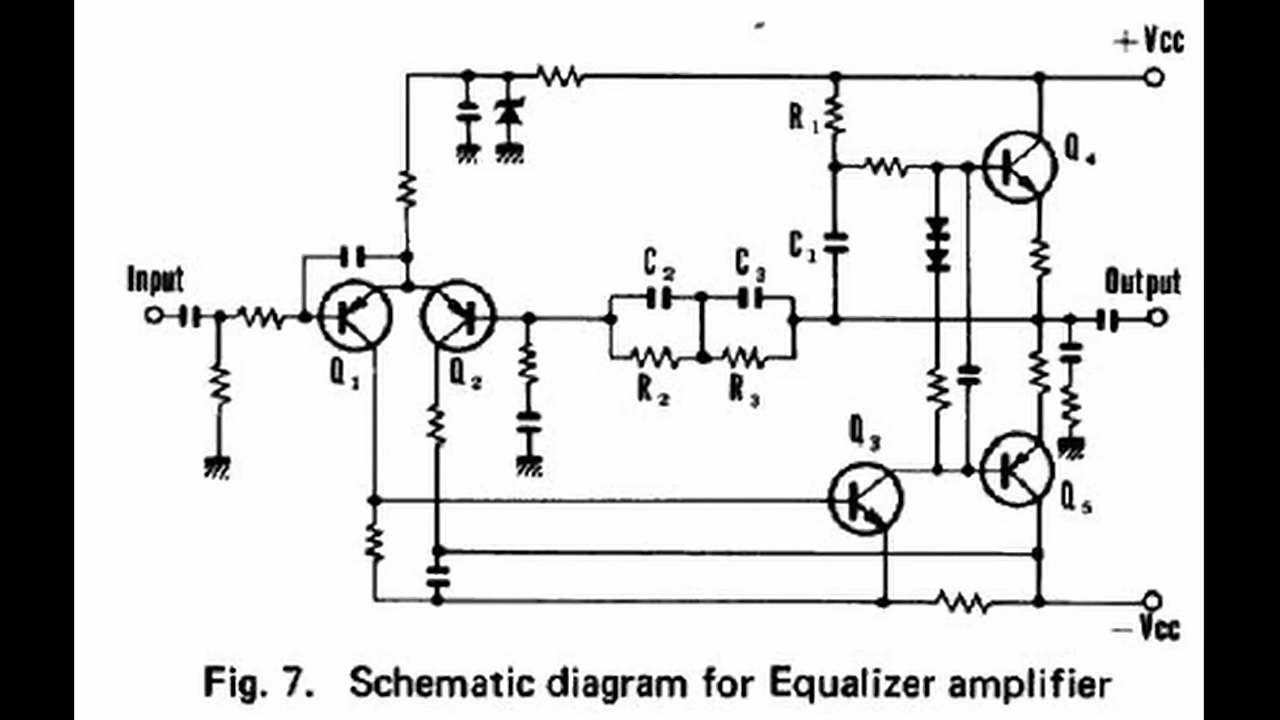 +Vcc
R₁
Q₄
Input
C₂
C₃
C₁
Output
Q₁
Q₂
R₂
R₃
Q₃
Q₅
−Vcc
Fig. 7. Schematic diagram for Equalizer amplifier